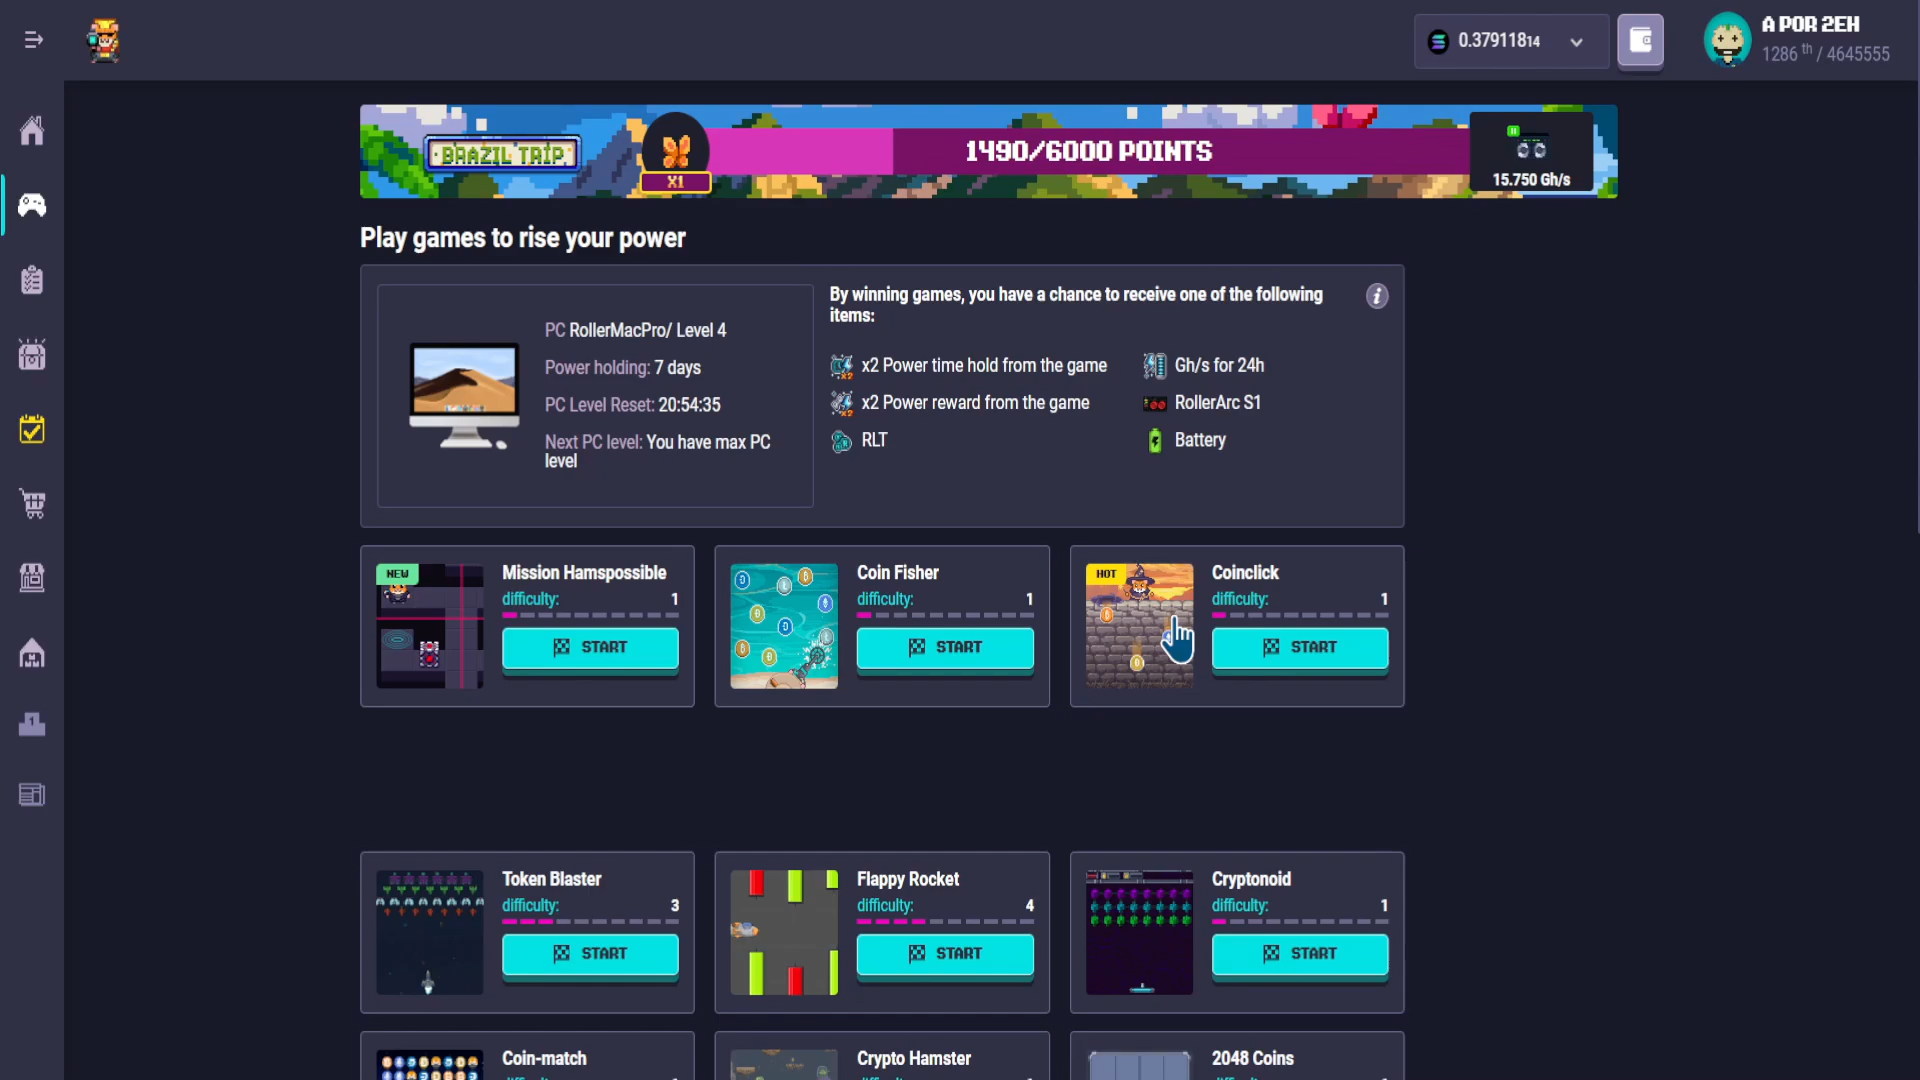 0.37911814
A POR 2EH
1286 th / 4645555
BRAZIL TRIP
X1
1490/6000 POINTS
15.750 Gh/s
Play games to rise your power
PC RollerMacPro/ Level 4
Power holding: 7 days
PC Level Reset: 20:54:35
Next PC level: You have max PC
level
By winning games, you have a chance to receive one of the following
items:
x2 Power time hold from the game
Gh/s for 24h
x2 Power reward from the game
RollerArc S1
RLT
Battery
NEW
Mission Hamspossible
difficulty: 1
START
Coin Fisher
difficulty: 1
START
HOT
Coinclick
difficulty: 1
START
Token Blaster
difficulty: 3
START
Flappy Rocket
difficulty: 4
START
Cryptonoid
difficulty: 1
START
Coin-match
Crypto Hamster
2048 Coins